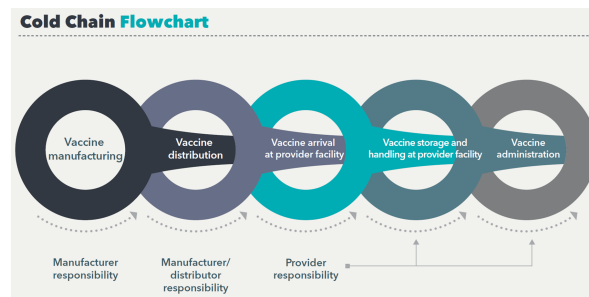 Cold Chain Flowchart
Vaccine
manufacturing
Vaccine
distribution
Vaccine arrival
at provider facility
Vaccine storage and
handling at provider facility
Vaccine
administration
Manufacturer
responsibility
Manufacturer/
distributor
responsibility
Provider
responsibility